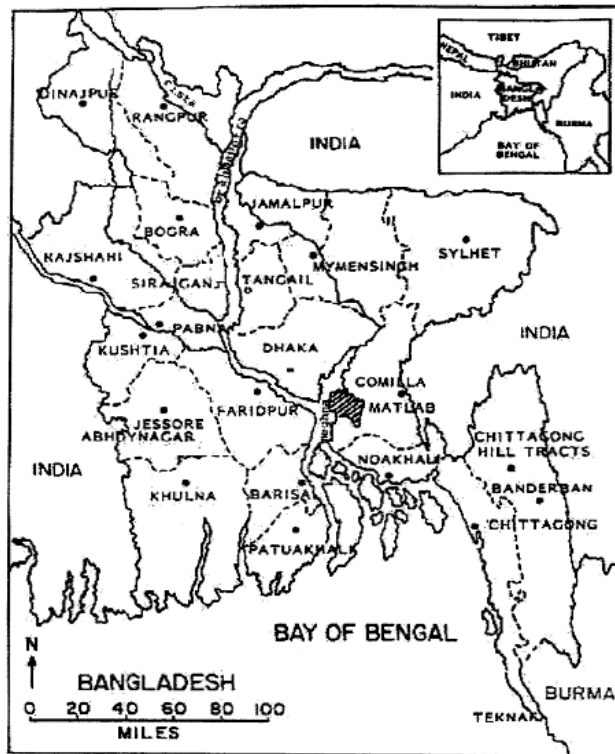 TIBET
NEPAL
BHUTAN
INDIA
BANGLA
DESH
BURMA
BAY OF
BENGAL
DINAJPUR
RANGPUR
INDIA
JAMALPUR
BOGRA
SYLHET
RAJSHAHI
MYMENSINGH
SIRAJGANJ
TANGAIL
PABNA
INDIA
KUSHTIA
DHAKA
COMILLA
FARIDPUR
MATLAB
JESSORE
ABHOYNAGAR
CHITTAGONG
HILL TRACTS
NOAKHALI
INDIA
KHULNA
BARISAL
BANDERBAN
CHITTAGONG
PATUAKHALI
BAY OF BENGAL
N
BANGLADESH
BURMA
0 20 40 60 80 100
MILES
TEKNAF